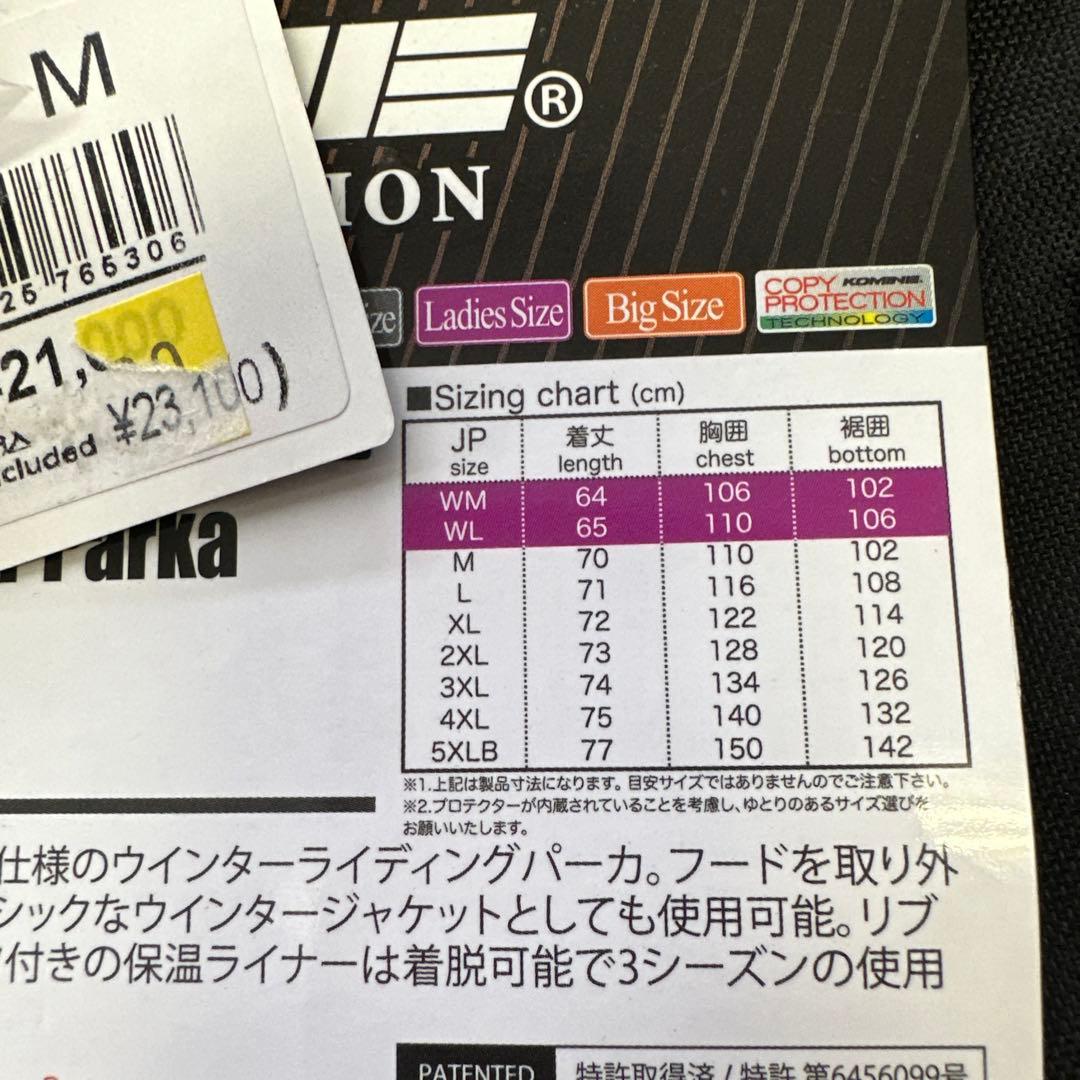 M
®
ION
25 765306
Ladies Size
Big Size
COPY KOMINE
PROTECTION
TECHNOLOGY
21,
¥23,100)
■Sizing chart (cm)
JP size 着丈 length 胸囲 chest 裾囲 bottom
WM 64 106 102
WL 65 110 106
M 70 110 102
L 71 116 108
XL 72 122 114
2XL 73 128 120
3XL 74 134 126
4XL 75 140 132
5XLB 77 150 142
Parka
※1.上記は製品寸法になります。目安サイズではありませんのでご注意下さい。
※2.プロテクターが内蔵されていることを考慮し、ゆとりのあるサイズ選びを
お願いいたします。
仕様のウインターライディングパーカ。フードを取り外
シックなウインタージャケットとしても使用可能。リブ
付きの保温ライナーは着脱可能で3シーズンの使用
PATENTED 特許取得済 / 特許 第6456099号